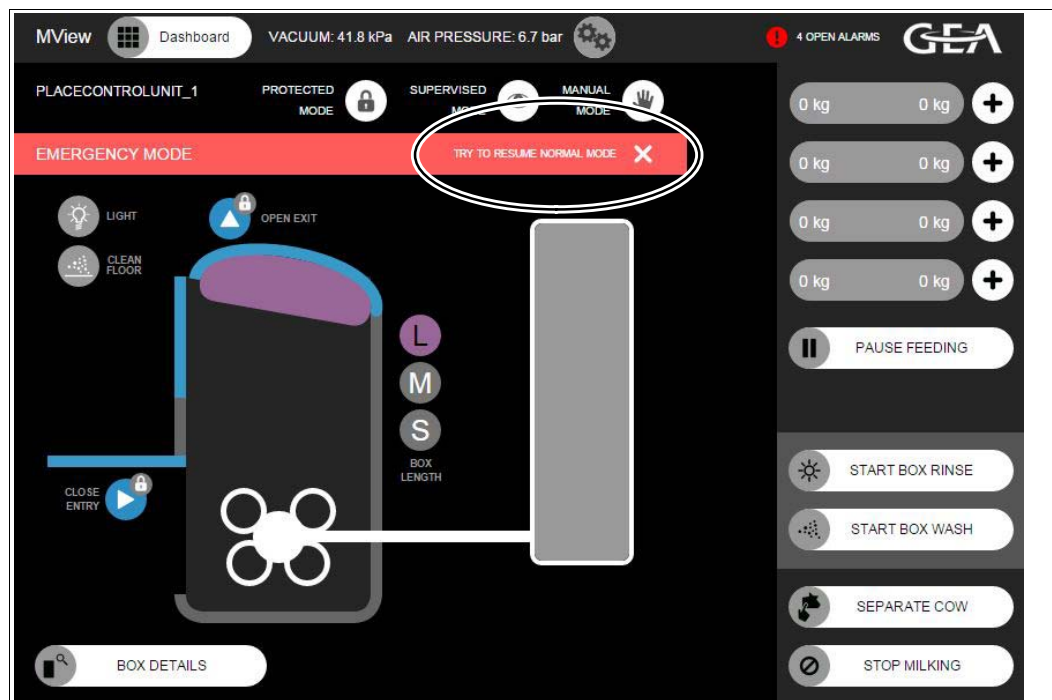 MView
Dashboard
VACUUM: 41.8 kPa AIR PRESSURE: 6.7 bar
! 4 OPEN ALARMS
GEA
PLACECONTROLUNIT_1
PROTECTED
MODE
SUPERVISED
MODE
MANUAL
MODE
EMERGENCY MODE
TRY TO RESUME NORMAL MODE
LIGHT
CLEAN
FLOOR
OPEN EXIT
L
M
S
BOX
LENGTH
CLOSE
ENTRY
BOX DETAILS
0 kg 0 kg
0 kg 0 kg
0 kg 0 kg
0 kg 0 kg
PAUSE FEEDING
START BOX RINSE
START BOX WASH
SEPARATE COW
STOP MILKING